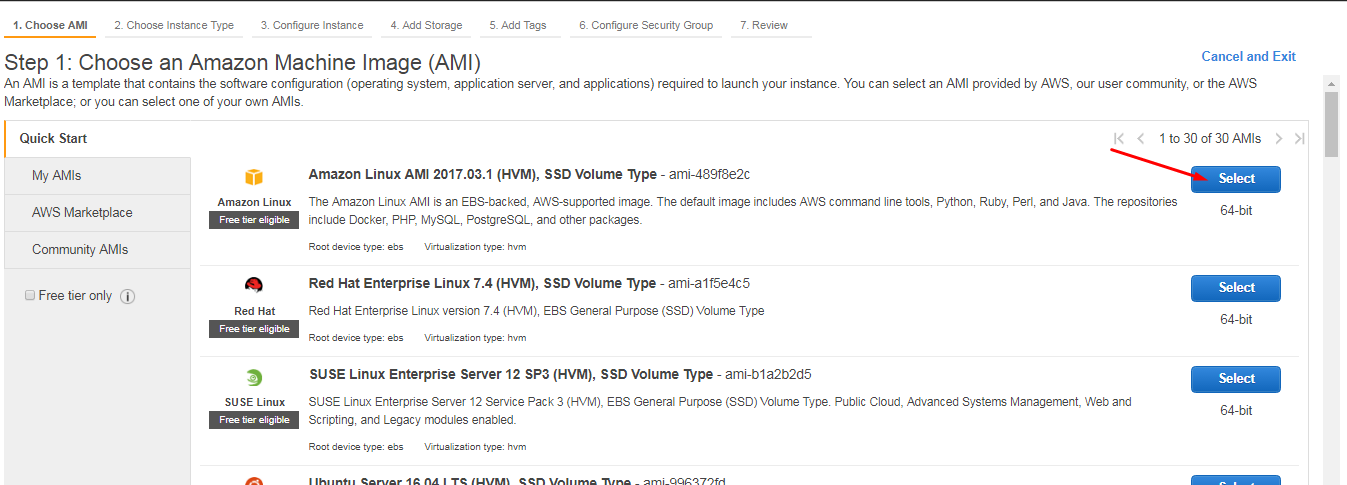 1. Choose AMI 2. Choose Instance Type 3. Configure Instance 4. Add Storage 5. Add Tags 6. Configure Security Group 7. Review
Step 1: Choose an Amazon Machine Image (AMI)
Cancel and Exit
An AMI is a template that contains the software configuration (operating system, application server, and applications) required to launch your instance. You can select an AMI provided by AWS, our user community, or the AWS
Marketplace; or you can select one of your own AMIs.
Quick Start
My AMIs
AWS Marketplace
Community AMIs
Free tier only
1 to 30 of 30 AMIs
Amazon Linux
Free tier eligible
Amazon Linux AMI 2017.03.1 (HVM), SSD Volume Type - ami-489f8e2c
The Amazon Linux AMI is an EBS-backed, AWS-supported image. The default image includes AWS command line tools, Python, Ruby, Perl, and Java. The repositories
include Docker, PHP, MySQL, PostgreSQL, and other packages.
Root device type: ebs Virtualization type: hvm
Select
64-bit
Red Hat
Free tier eligible
Red Hat Enterprise Linux 7.4 (HVM), SSD Volume Type - ami-a1f5e4c5
Red Hat Enterprise Linux version 7.4 (HVM), EBS General Purpose (SSD) Volume Type
Root device type: ebs Virtualization type: hvm
Select
64-bit
SUSE Linux
Free tier eligible
SUSE Linux Enterprise Server 12 SP3 (HVM), SSD Volume Type - ami-b1a2b2d5
SUSE Linux Enterprise Server 12 Service Pack 3 (HVM), EBS General Purpose (SSD) Volume Type. Public Cloud, Advanced Systems Management, Web and
Scripting, and Legacy modules enabled.
Root device type: ebs Virtualization type: hvm
Select
64-bit
Ubuntu Server 16.04 LTS (HVM), SSD Volume Type - ami-996372fd
Select